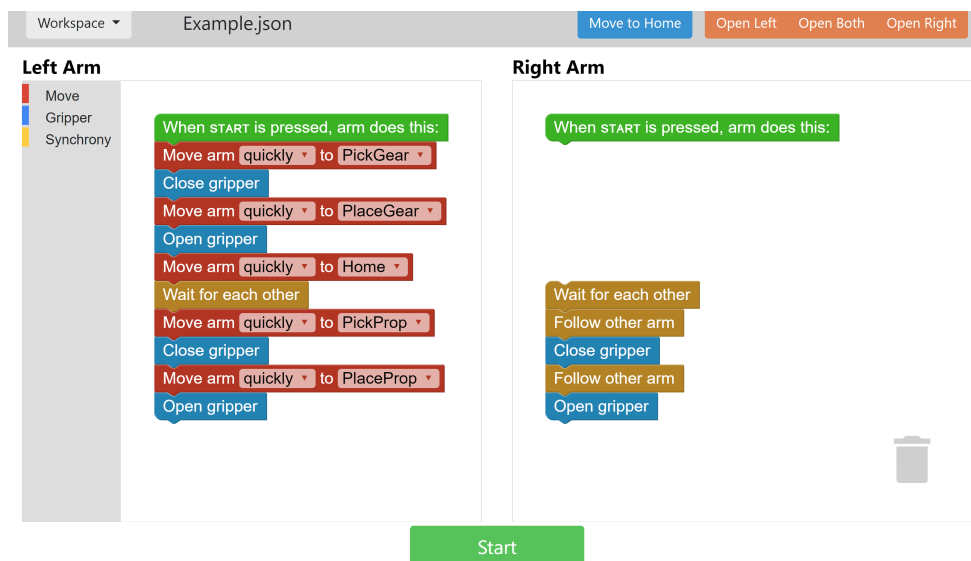 Workspace Example.json Move to Home Open Left Open Both Open Right
Left Arm
Move
Gripper
Synchrony
When START is pressed, arm does this:
Move arm quickly to PickGear
Close gripper
Move arm quickly to PlaceGear
Open gripper
Move arm quickly to Home
Wait for each other
Move arm quickly to PickProp
Close gripper
Move arm quickly to PlaceProp
Open gripper
Right Arm
When START is pressed, arm does this:
Wait for each other
Follow other arm
Close gripper
Follow other arm
Open gripper
Start